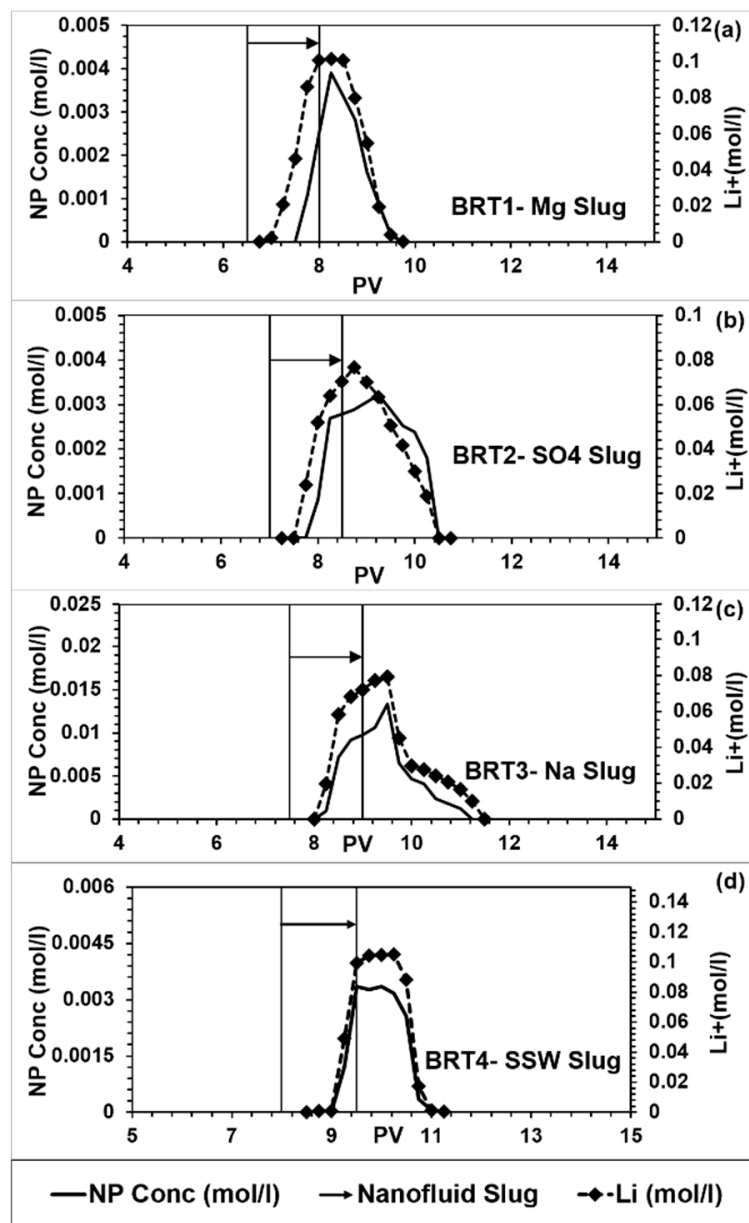 (a)
0.005
0.004
0.003
0.002
0.001
0
NP Conc (mol/l)
0.12
0.1
0.08
0.06
0.04
0.02
0
Li+(mol/l)
BRT1- Mg Slug
4 6 8 10 12 14
PV
(b)
0.005
0.004
0.003
0.002
0.001
0
NP Conc (mol/l)
0.1
0.08
0.06
0.04
0.02
0
Li+(mol/l)
BRT2- SO4 Slug
4 6 8 10 12 14
PV
(c)
0.025
0.02
0.015
0.01
0.005
0
NP Conc (mol/l)
0.12
0.1
0.08
0.06
0.04
0.02
0
Li+(mol/l)
BRT3- Na Slug
4 6 8 PV 10 12 14
(d)
0.006
0.0045
0.003
0.0015
0
NP Conc (mol/l)
0.14
0.12
0.1
0.08
0.06
0.04
0.02
0
Li+(mol/l)
BRT4- SSW Slug
5 7 9 PV 11 13 15
NP Conc (mol/l) Nanofluid Slug Li (mol/l)